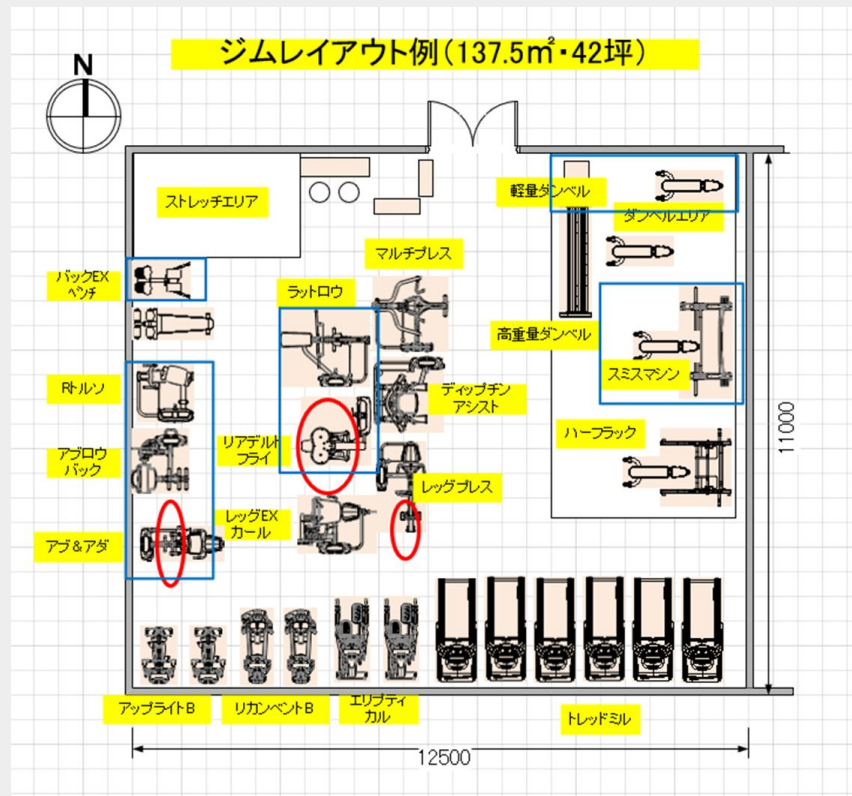 ジムレイアウト例(137.5㎡・42坪)
N
ストレッチエリア
軽量ダンベル
ダンベルエリア
マルチプレス
バックEX
ベンチ
ラットロウ
高重量ダンベル
Rトルソ
スミスマシン
ディップチン
アシスト
アブロウ
バック
リアデルト
フライ
ハーフラック
11000
レッグプレス
レッグEX
カール
アブ&アダ
アップライトB
リカンベントB
エリプティ
カル
トレッドミル
12500